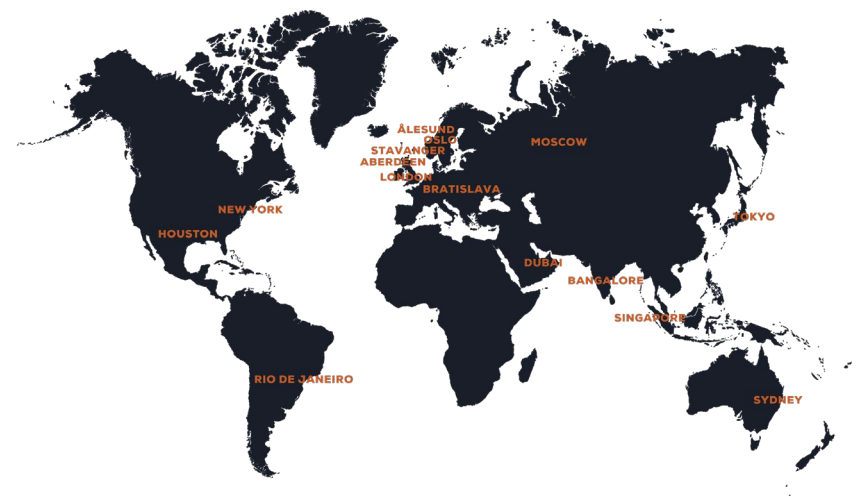 ÅLESUND
OSLO
STAVANGER
ABERDEEN
MOSCOW
LONDON
BRATISLAVA
NEW YORK
TOKYO
HOUSTON
DUBAI
BANGALORE
SINGAPORE
RIO DE JANEIRO
SYDNEY